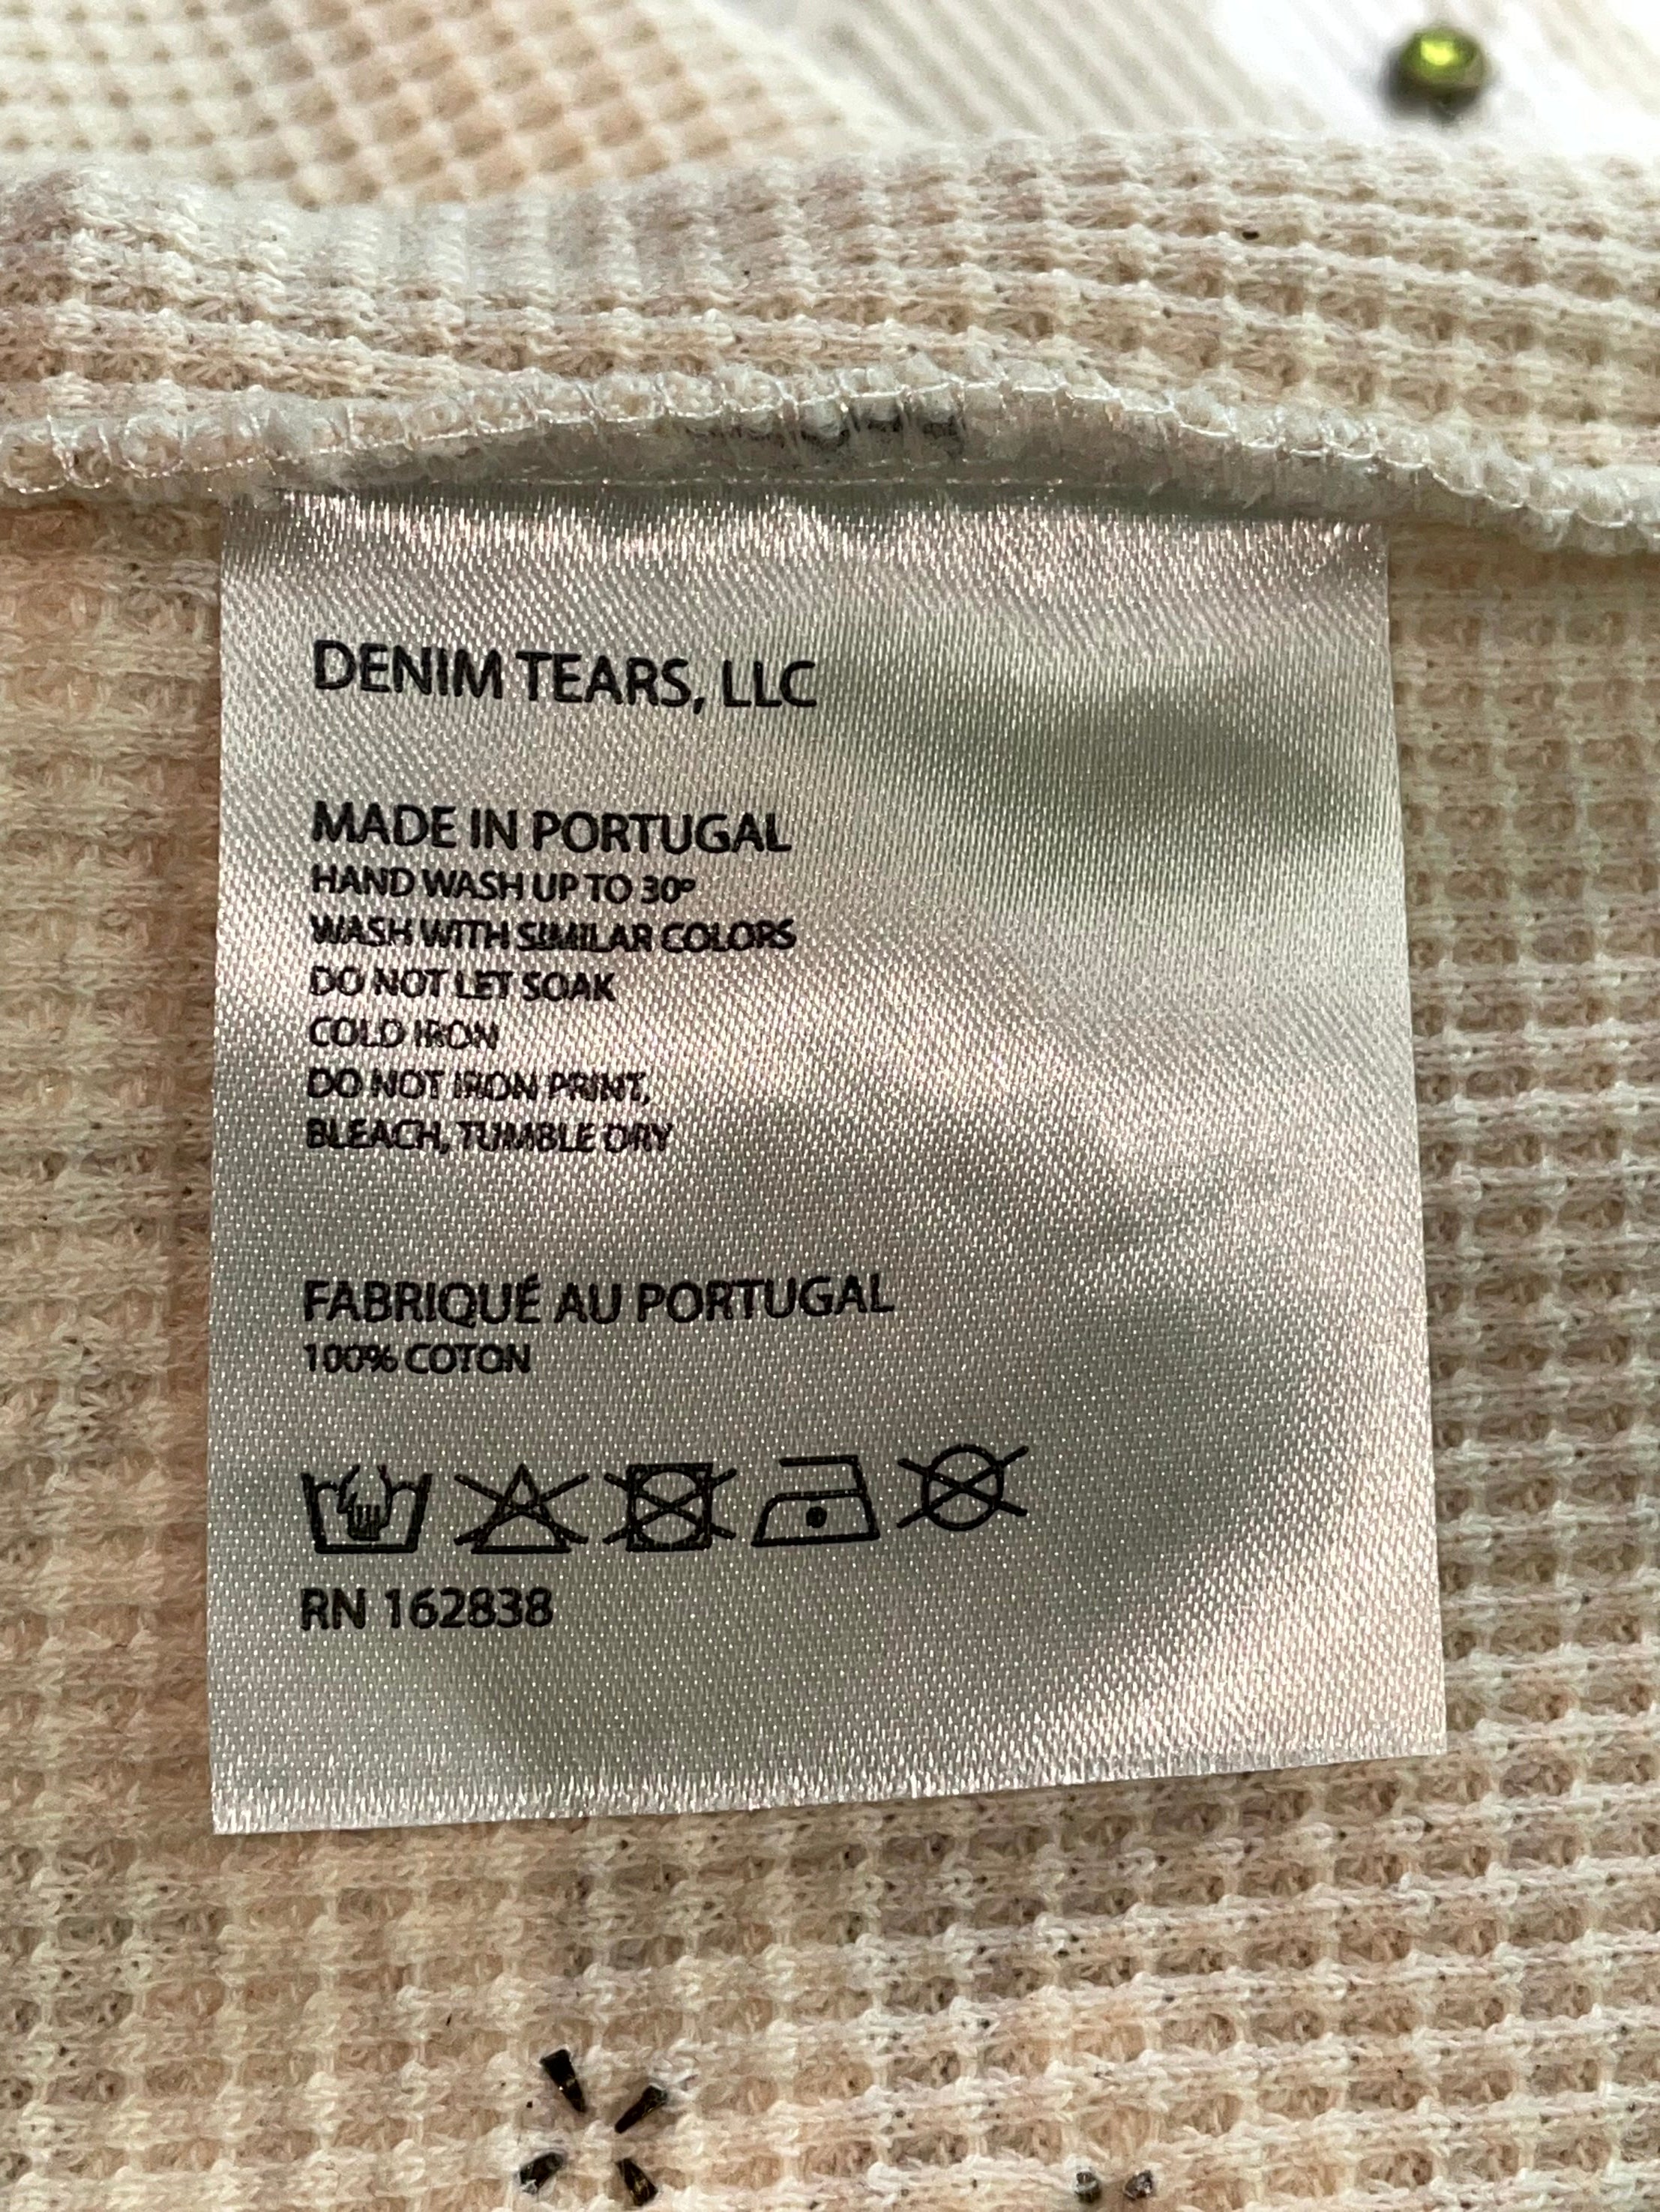 DENIM TEARS, LLC
MADE IN PORTUGAL
HAND WASH UP TO 30º
WASH WITH SIMILAR COLORS
DO NOT LET SOAK
COLD IRON
DO NOT IRON PRINT,
BLEACH, TUMBLE DRY
FABRIQUÉ AU PORTUGAL
100% COTON
RN 162838